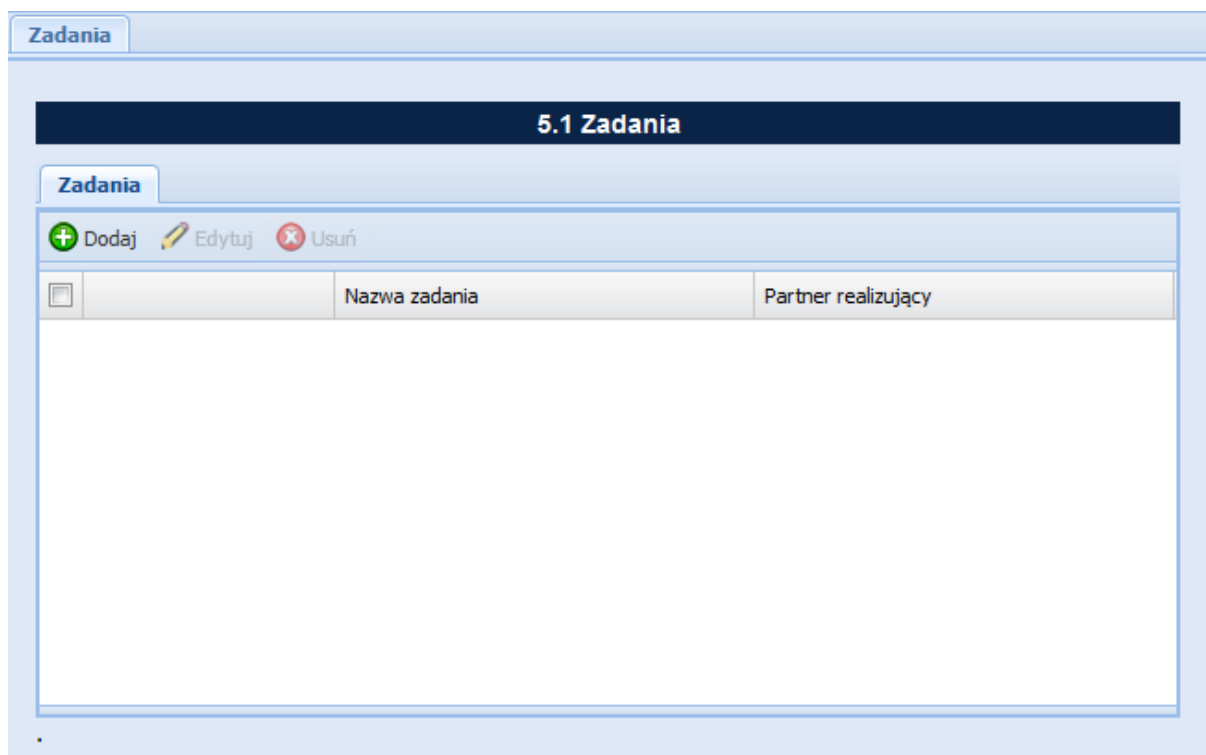 Zadania
5.1 Zadania
Zadania
Dodaj Edytuj Usuń
Nazwa zadania Partner realizujący
.